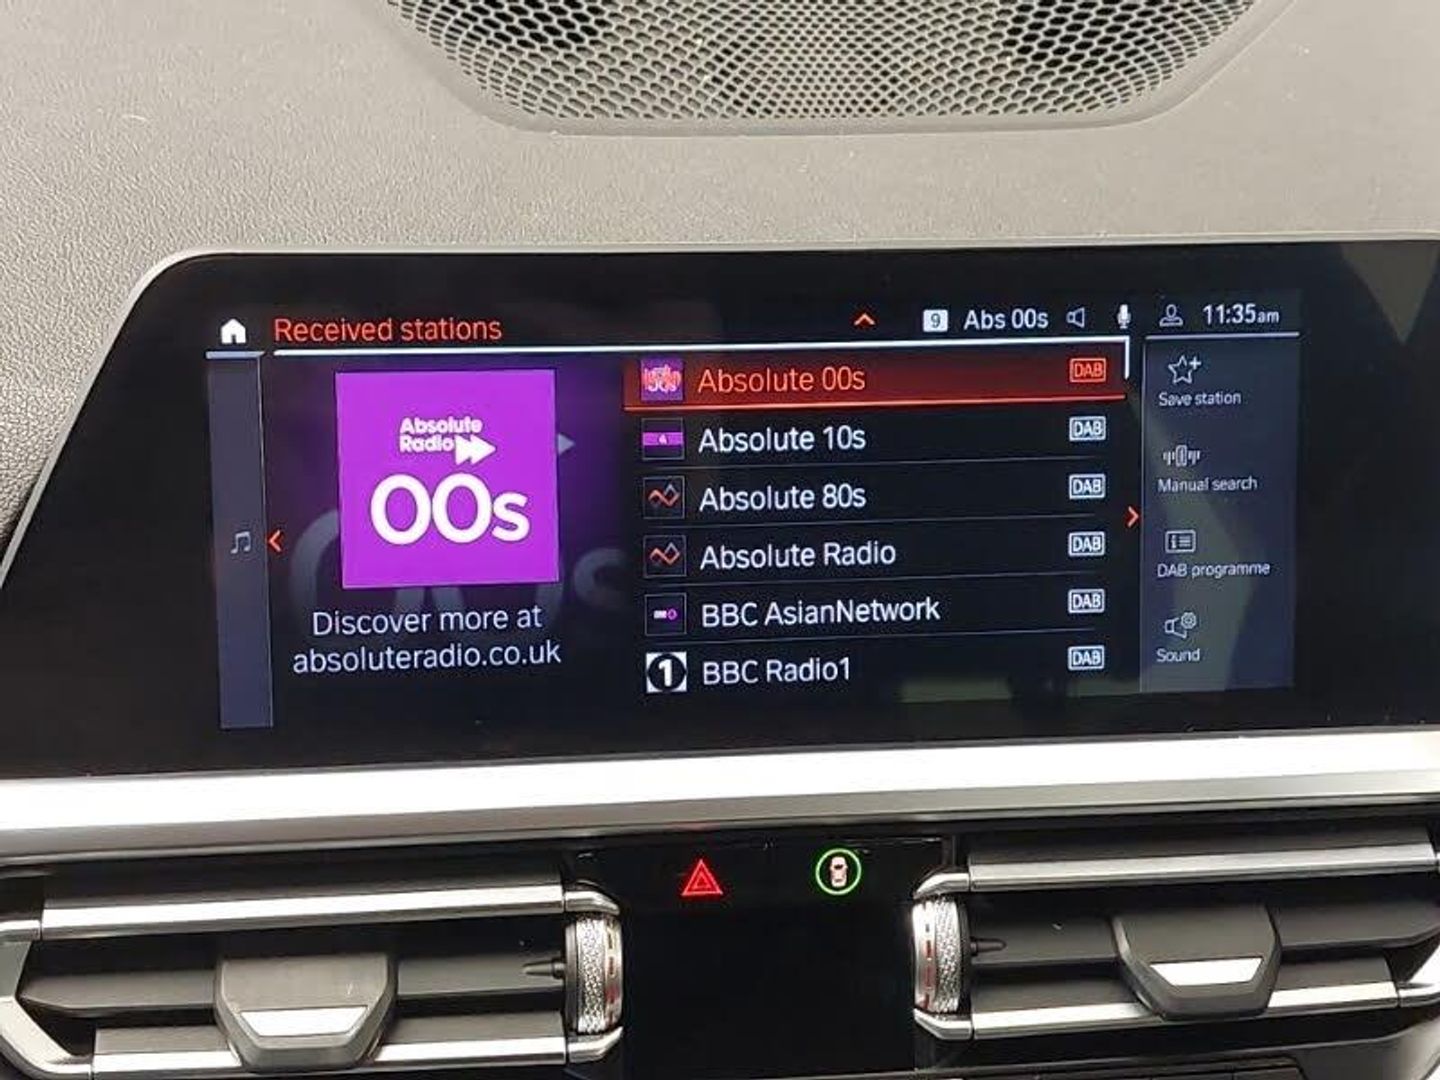 Received stations
9 Abs 00s
11:35am
Absolute
Radio
00s
Discover more at
absoluteradio.co.uk
Absolute 00s DAB
Absolute 10s DAB
Absolute 80s DAB
Absolute Radio DAB
BBC AsianNetwork DAB
1 BBC Radio1 DAB
Save station
Manual search
DAB programme
Sound